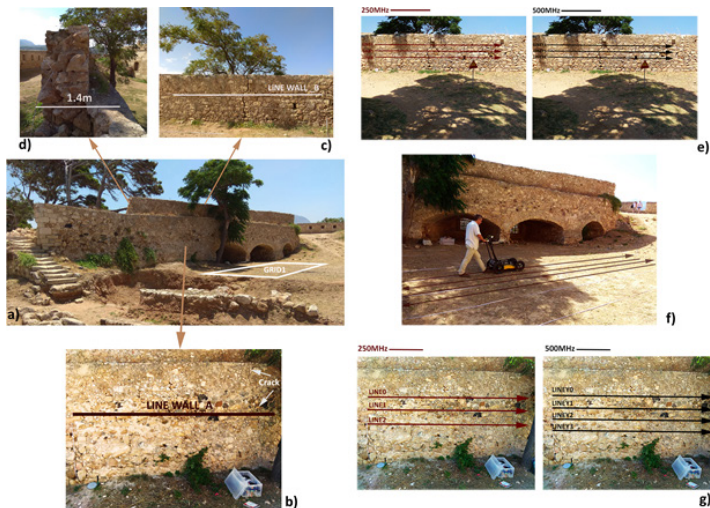 1.4m
d)
LINE WALL_B
c)
250MHz
500MHz
e)
GRID1
a)
f)
LINE WALL_A
Crack
b)
250MHz
500MHz
LINE0
LINE1
LINE2
LINEY0
LINEY1
LINEY2
LINEY3
g)